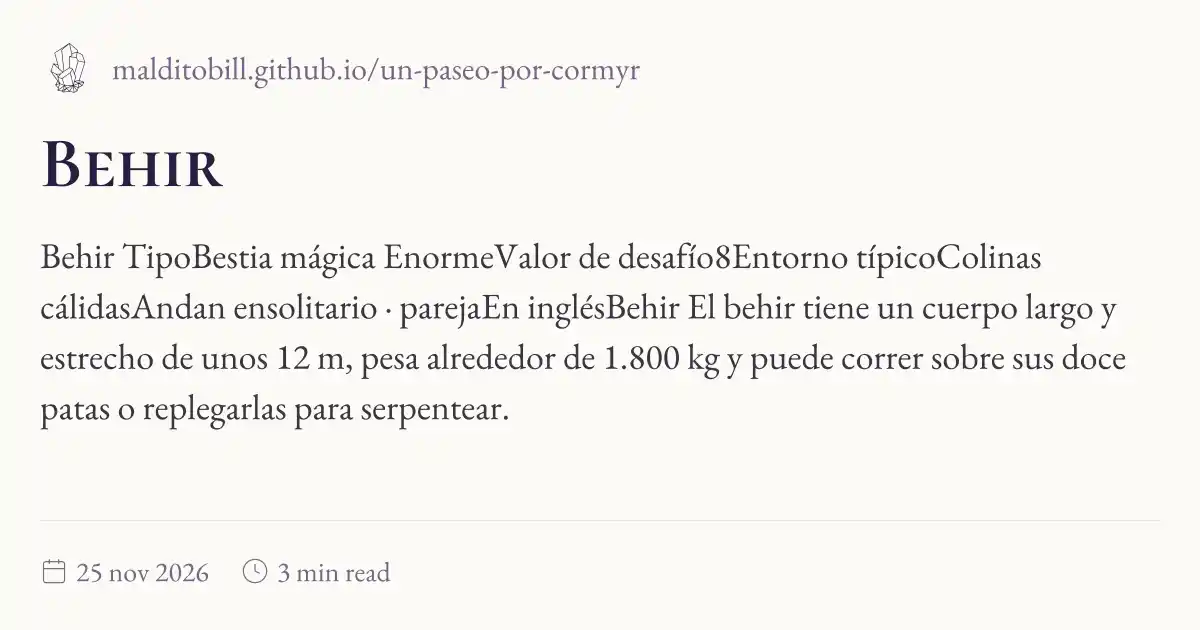 malditobill.github.io/un-paseo-por-cormyr
Behir
Behir TipoBestia mágica EnormeValor de desafío8Entorno típicoColinas
cálidasAndan ensolitario · parejaEn inglésBehir El behir tiene un cuerpo largo y
estrecho de unos 12 m, pesa alrededor de 1.800 kg y puede correr sobre sus doce
patas o replegarlas para serpentear.
25 nov 2026 3 min read